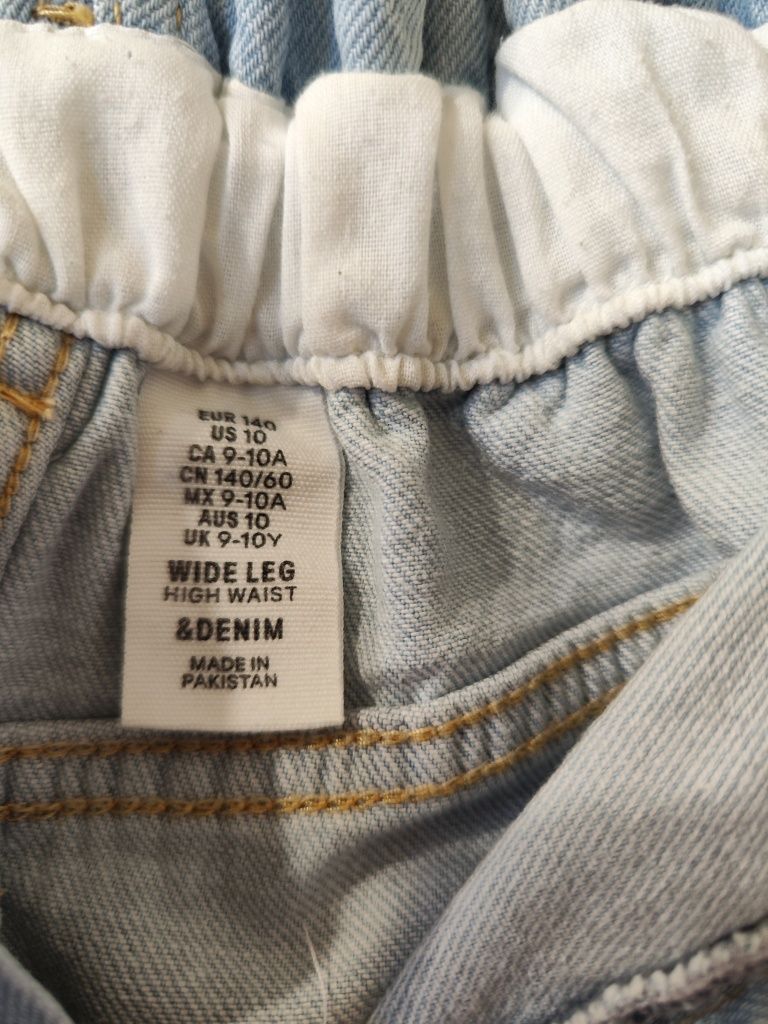 EUR 140
US 10
CA 9-10A
CN 140/60
MX 9-10A
AUS 10
UK 9-10Y
WIDE LEG
HIGH WAIST
&DENIM
MADE IN
PAKISTAN